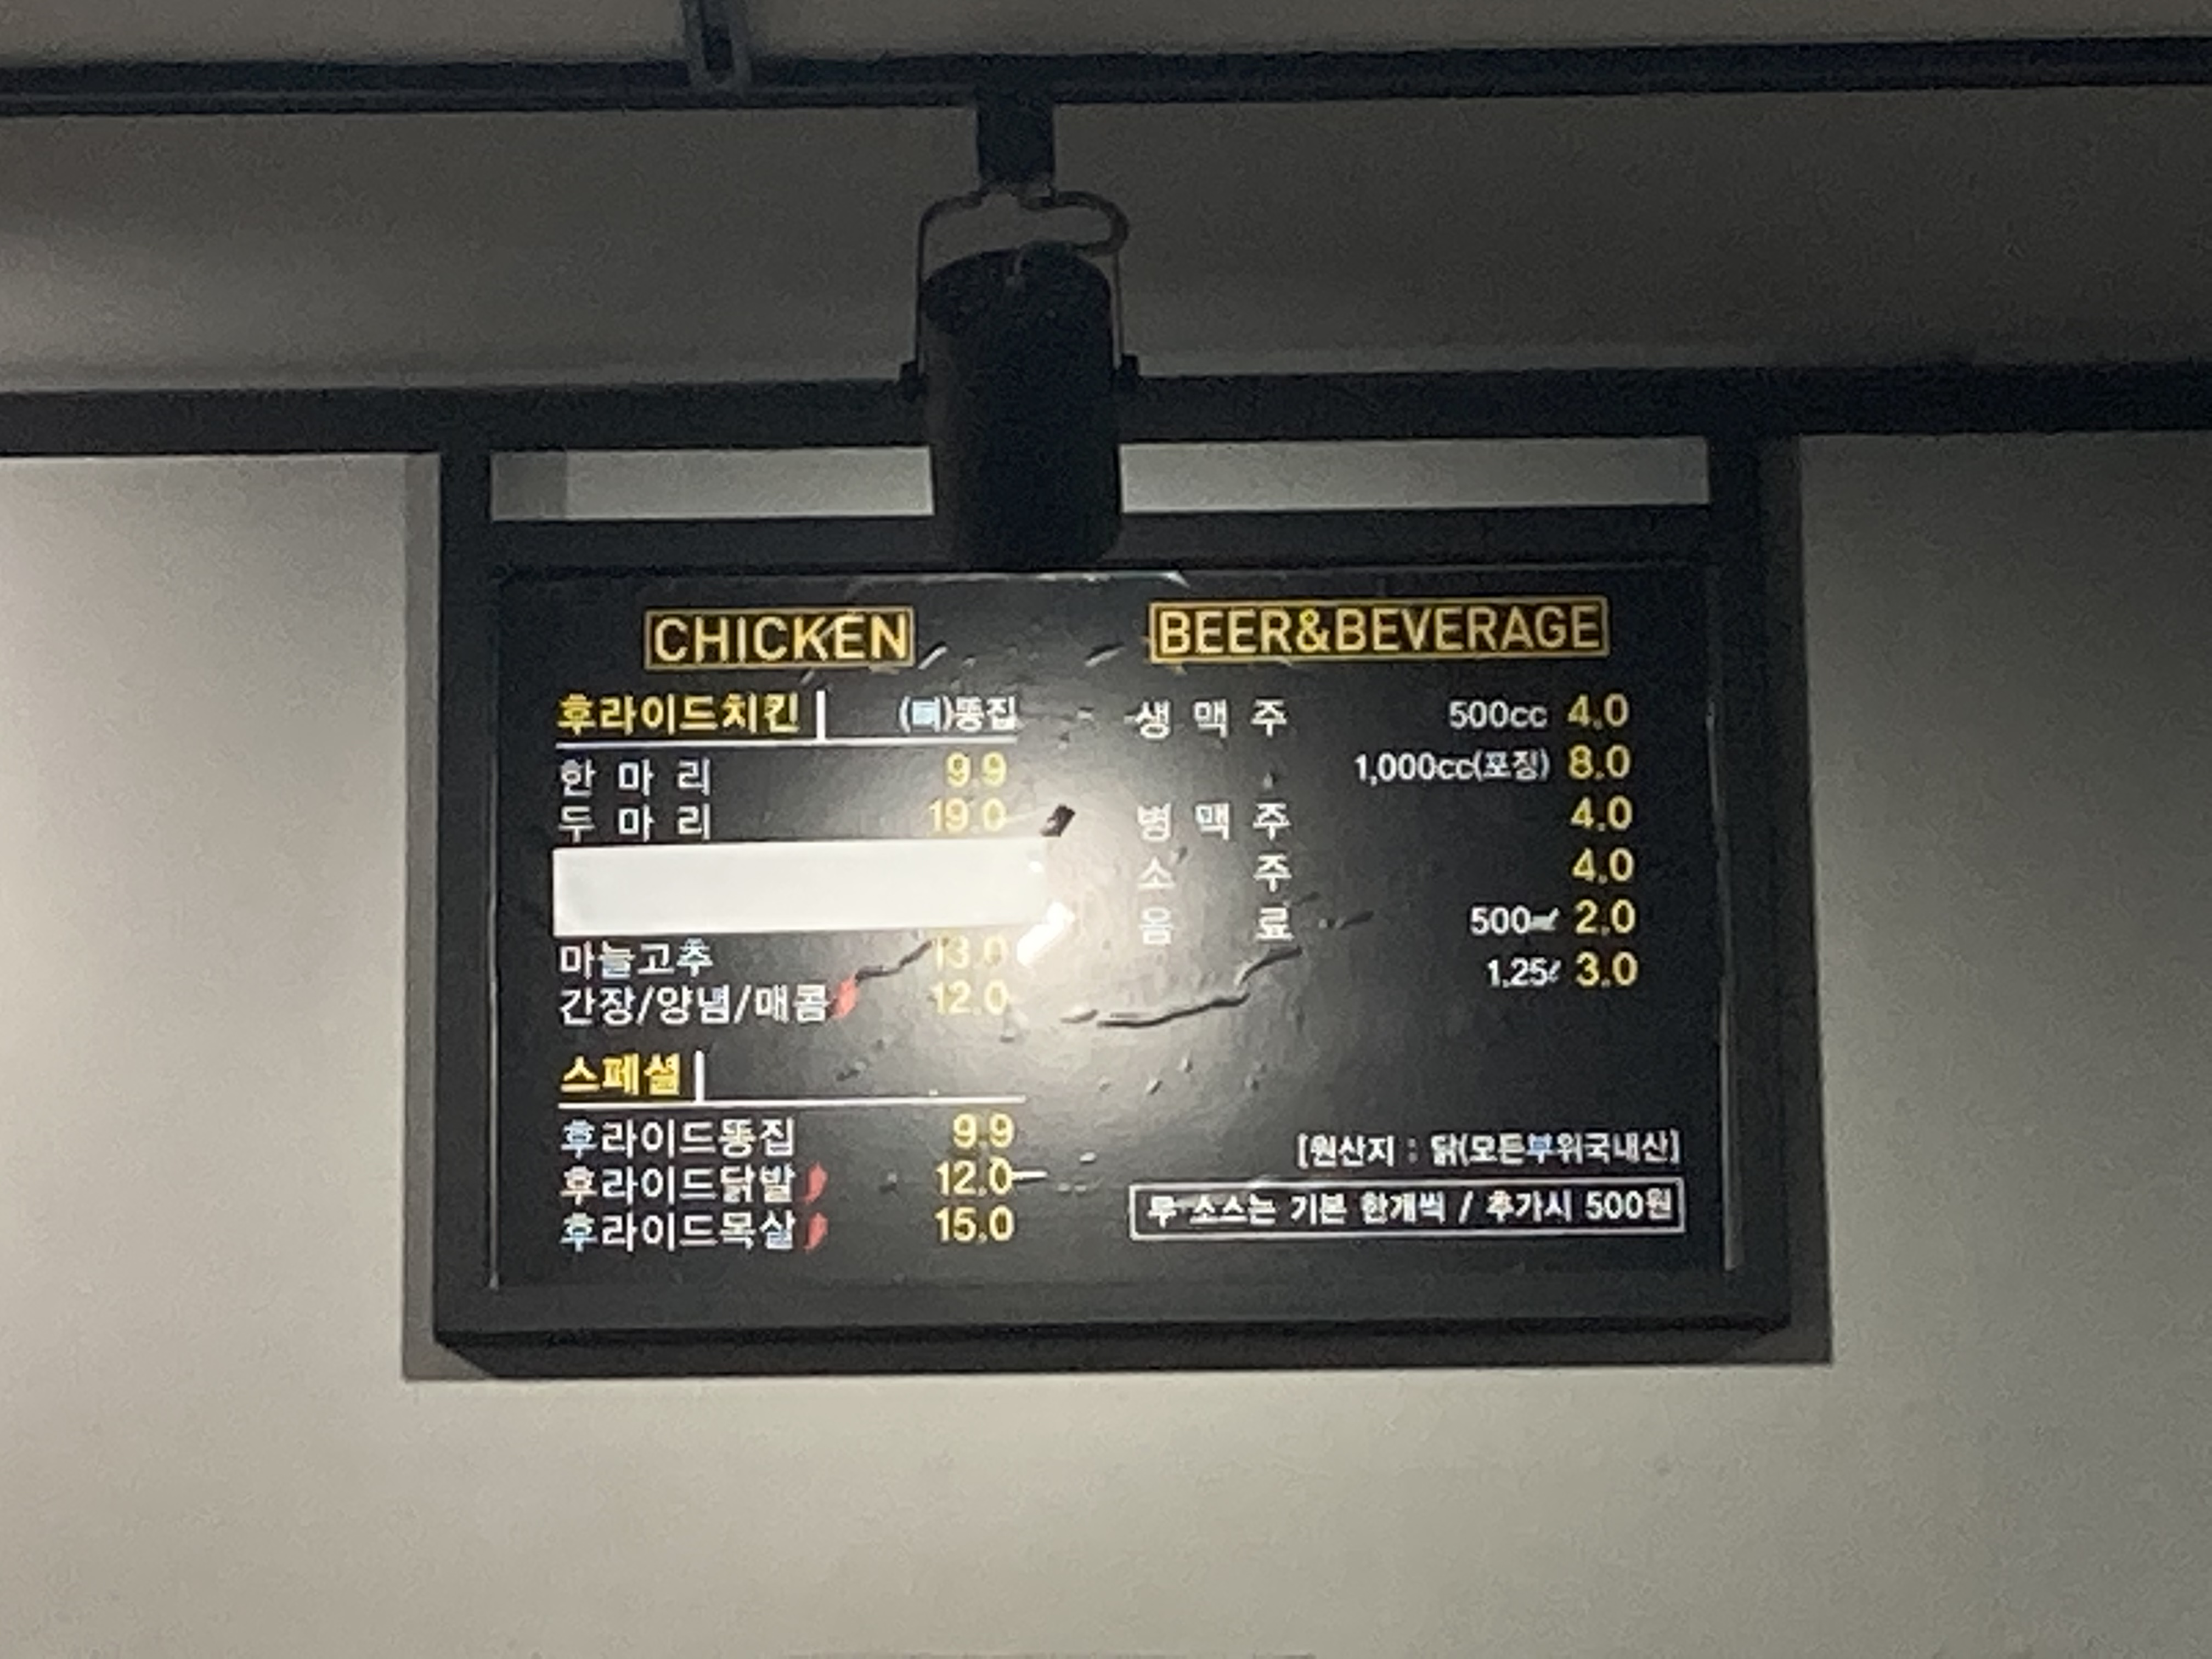 CHICKEN
후라이드치킨 (뼈)똥집
한 마 리 9.9
두 마 리 19.0
마늘고추 13.0
간장/양념/매콤 12.0
스페셜
후라이드똥집 9.9
후라이드닭발 12.0
후라이드목살 15.0
BEER&BEVERAGE
생 맥 주 500cc 4.0
1,000cc(포장) 8.0
병 맥 주 4.0
소 주 4.0
음 료 500㎖ 2.0
1.25ℓ 3.0
[원산지 : 닭(모든부위국내산]
소스는 기본 한개씩 / 추가시 500원